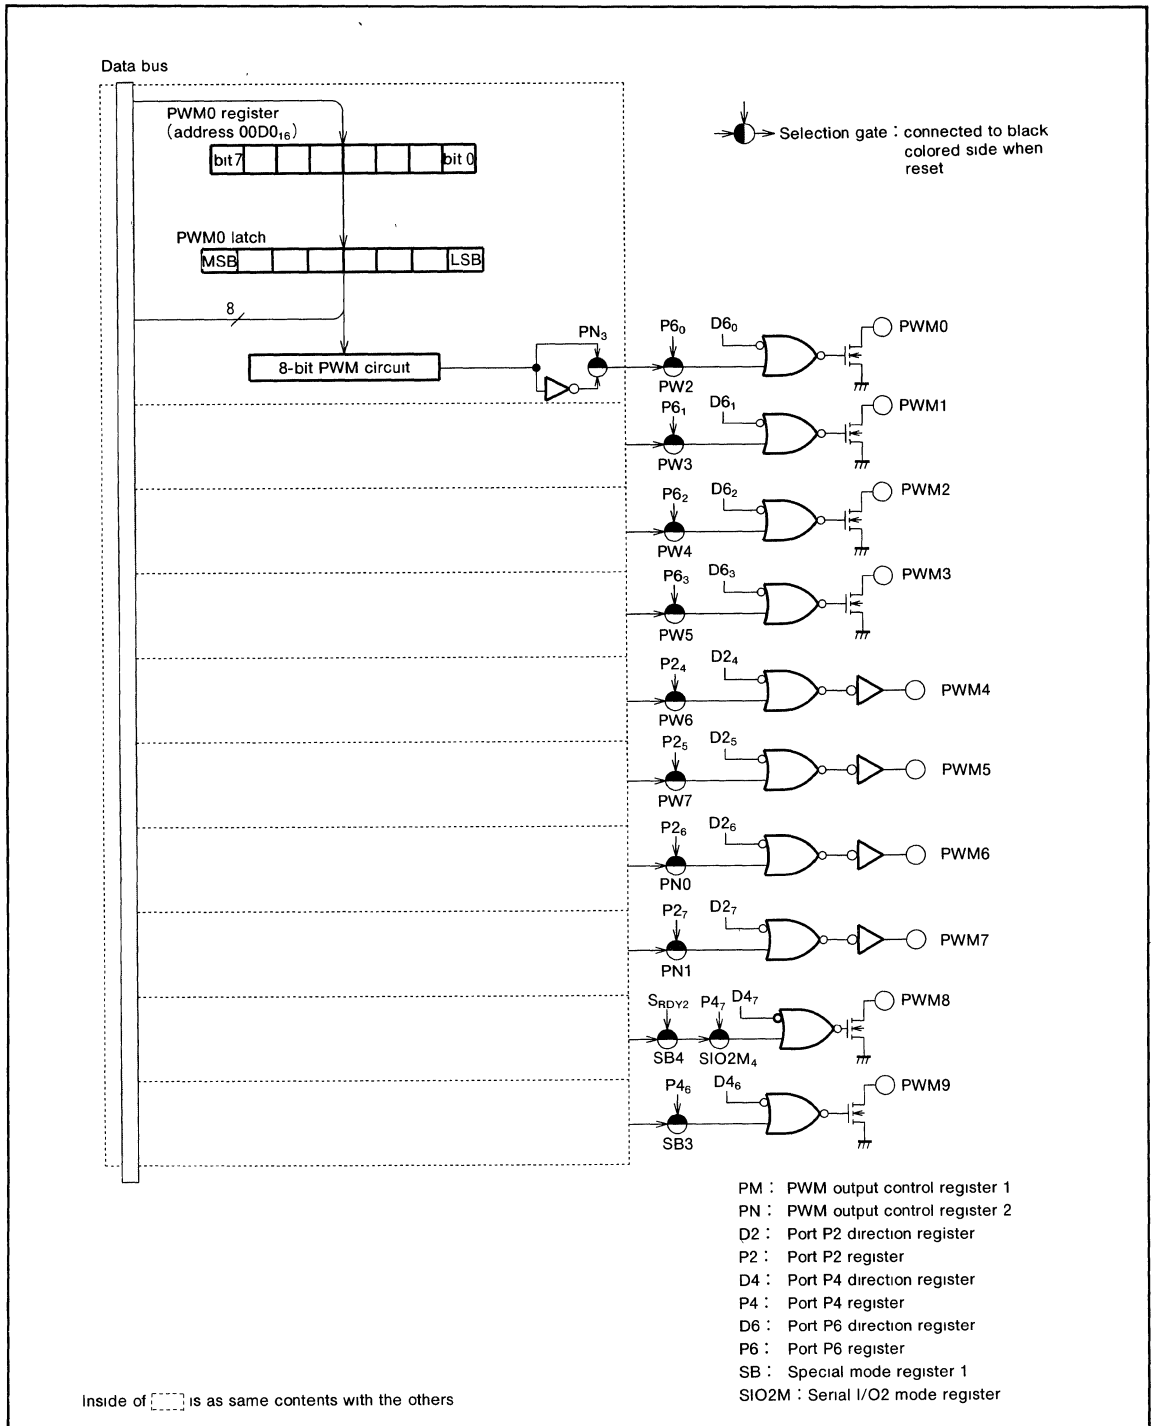 Data bus
PWM0 register
(address 00D0₁₆)
bit 7
bit 0
Selection gate : connected to black
colored side when
reset
PWM0 latch
MSB
LSB
8
8-bit PWM circuit
PN₃
P6₀
D6₀
PWM0
PW2
P6₁
D6₁
PWM1
PW3
P6₂
D6₂
PWM2
PW4
P6₃
D6₃
PWM3
PW5
P2₄
D2₄
PWM4
PW6
P2₅
D2₅
PWM5
PW7
P2₆
D2₆
PWM6
PN0
P2₇
D2₇
PWM7
PN1
SRDY2
P4₇
D4₇
PWM8
SB4
SIO2M₄
P4₆
D4₆
PWM9
SB3
PM : PWM output control register 1
PN : PWM output control register 2
D2 : Port P2 direction register
P2 : Port P2 register
D4 : Port P4 direction register
P4 : Port P4 register
D6 : Port P6 direction register
P6 : Port P6 register
SB : Special mode register 1
SIO2M : Serial I/O2 mode register
Inside of is as same contents with the others